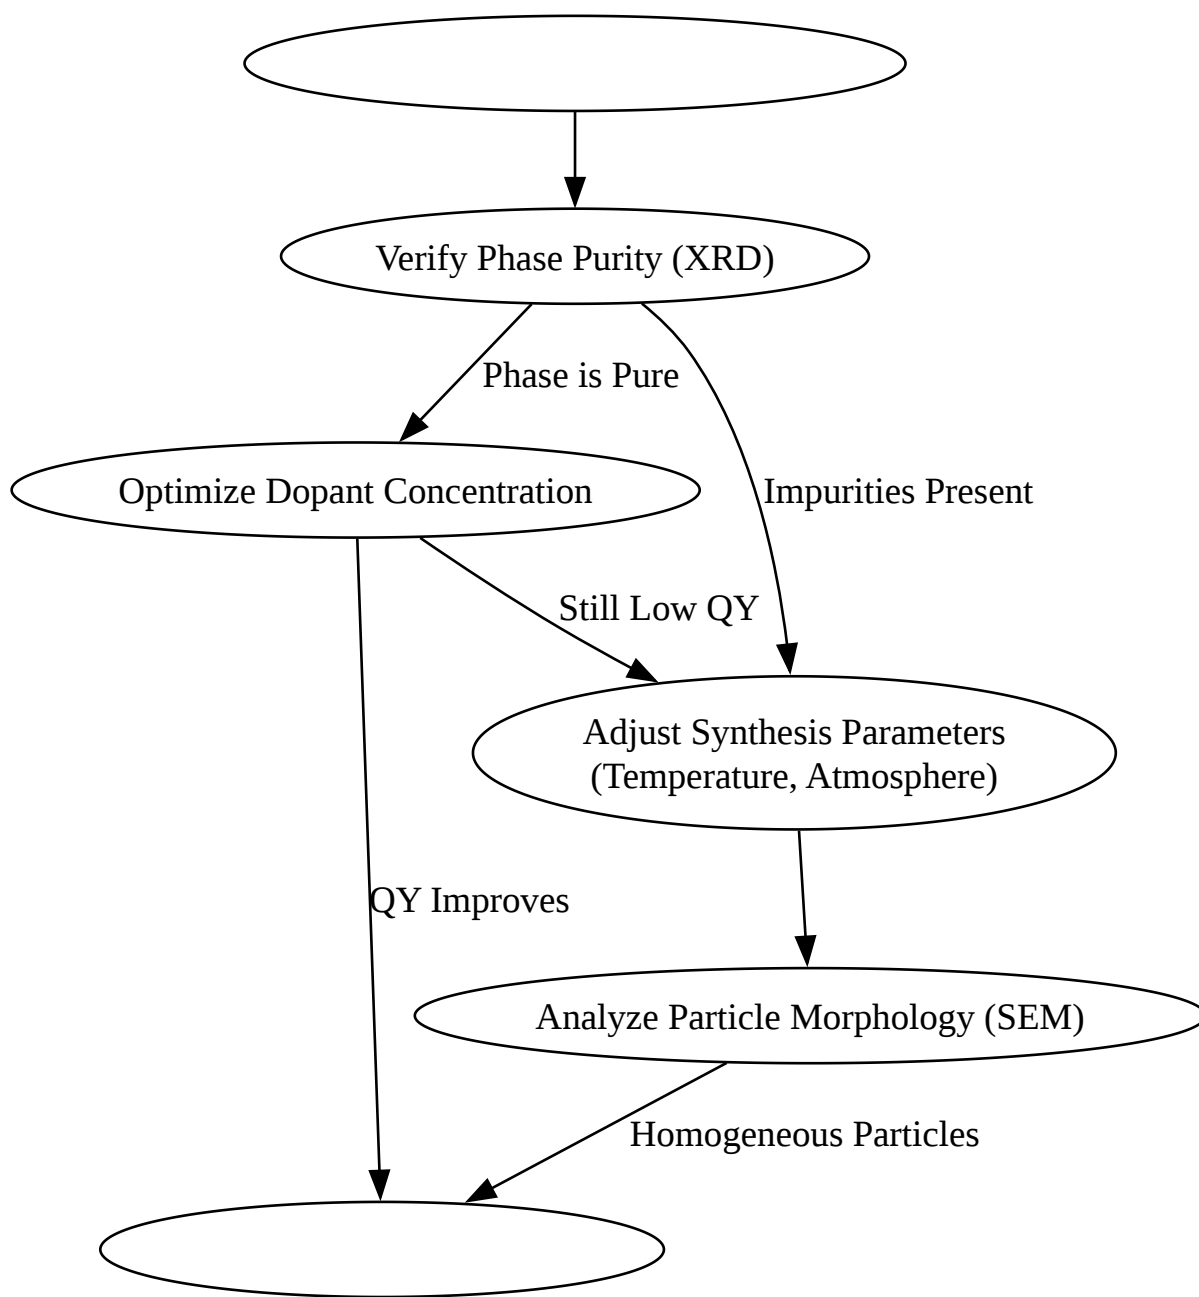 Verify Phase Purity (XRD)
Phase is Pure
Optimize Dopant Concentration
Impurities Present
Still Low QY
Adjust Synthesis Parameters
(Temperature, Atmosphere)
QY Improves
Analyze Particle Morphology (SEM)
Homogeneous Particles